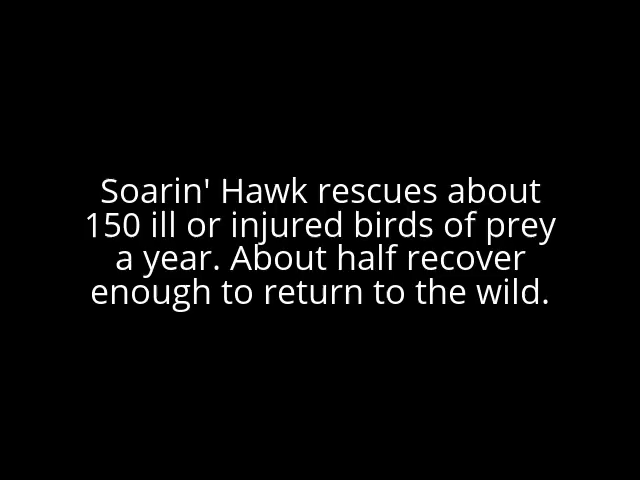 Soarin' Hawk rescues about
150 ill or injured birds of prey
a year. About half recover
enough to return to the wild.